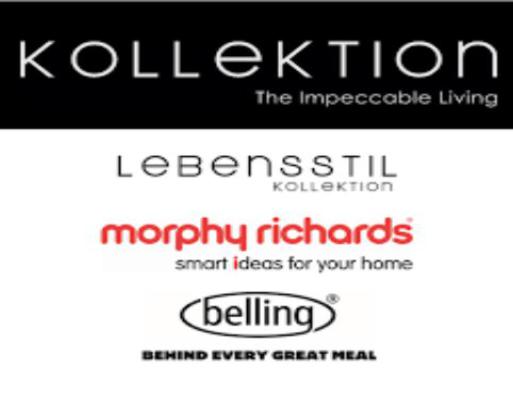 KOLLEKTION
The Impeccable Living
LEBENSSTIL
KOLLEKTION
morphy richards
smart ideas for your home
belling®
BEHIND EVERY GREAT MEAL